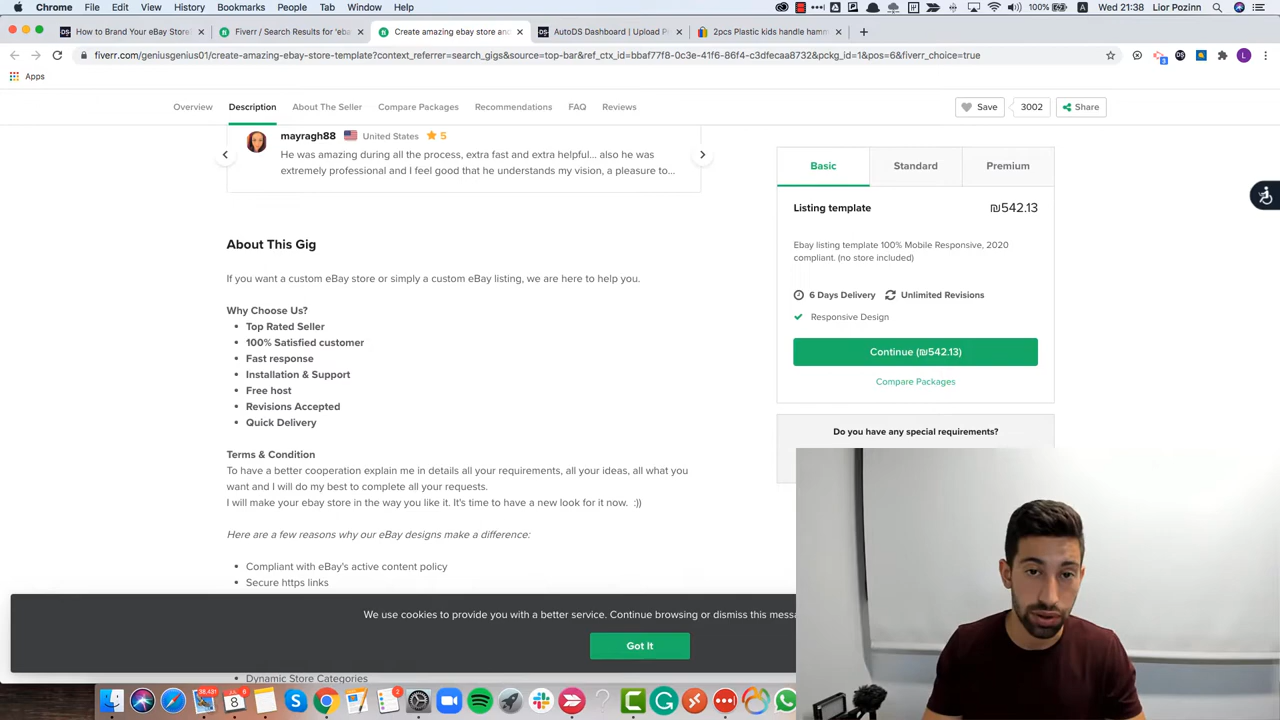 Chrome File Edit View History Bookmarks People Tab Window Help
100% Wed 21:38 Lior Pozinn
How to Brand Your eBay Store
Fiverr / Search Results for 'eba
Create amazing ebay store and
AutoDS Dashboard | Upload P
2pcs Plastic kids handle hamm
fiverr.com/geniusgenius01/create-amazing-ebay-store-template?context_referrer=search_gigs&source=top-bar&ref_ctx_id=bbaf77f8-0c3e-41f6-86f4-c3dfecaa8732&pckg_id=1&pos=6&fiverr_choice=true
Apps
Overview Description About The Seller Compare Packages Recommendations FAQ Reviews
Save 3002 Share
mayragh88 United States 5
He was amazing during all the process, extra fast and extra helpful... also he was
extremely professional and I feel good that he understands my vision, a pleasure to...
Basic Standard Premium
Listing template ₪542.13
Ebay listing template 100% Mobile Responsive, 2020
compliant. (no store included)
6 Days Delivery Unlimited Revisions
Responsive Design
Continue (₪542.13)
Compare Packages
Do you have any special requirements?
About This Gig
If you want a custom eBay store or simply a custom eBay listing, we are here to help you.
Why Choose Us?
• Top Rated Seller
• 100% Satisfied customer
• Fast response
• Installation & Support
• Free host
• Revisions Accepted
• Quick Delivery
Terms & Condition
To have a better cooperation explain me in details all your requirements, all your ideas, all what you
want and I will do my best to complete all your requests.
I will make your ebay store in the way you like it. It's time to have a new look for it now. :))
Here are a few reasons why our eBay designs make a difference:
• Compliant with eBay's active content policy
• Secure https links
We use cookies to provide you with a better service. Continue browsing or dismiss this messa
Got It
Dynamic Store Categories